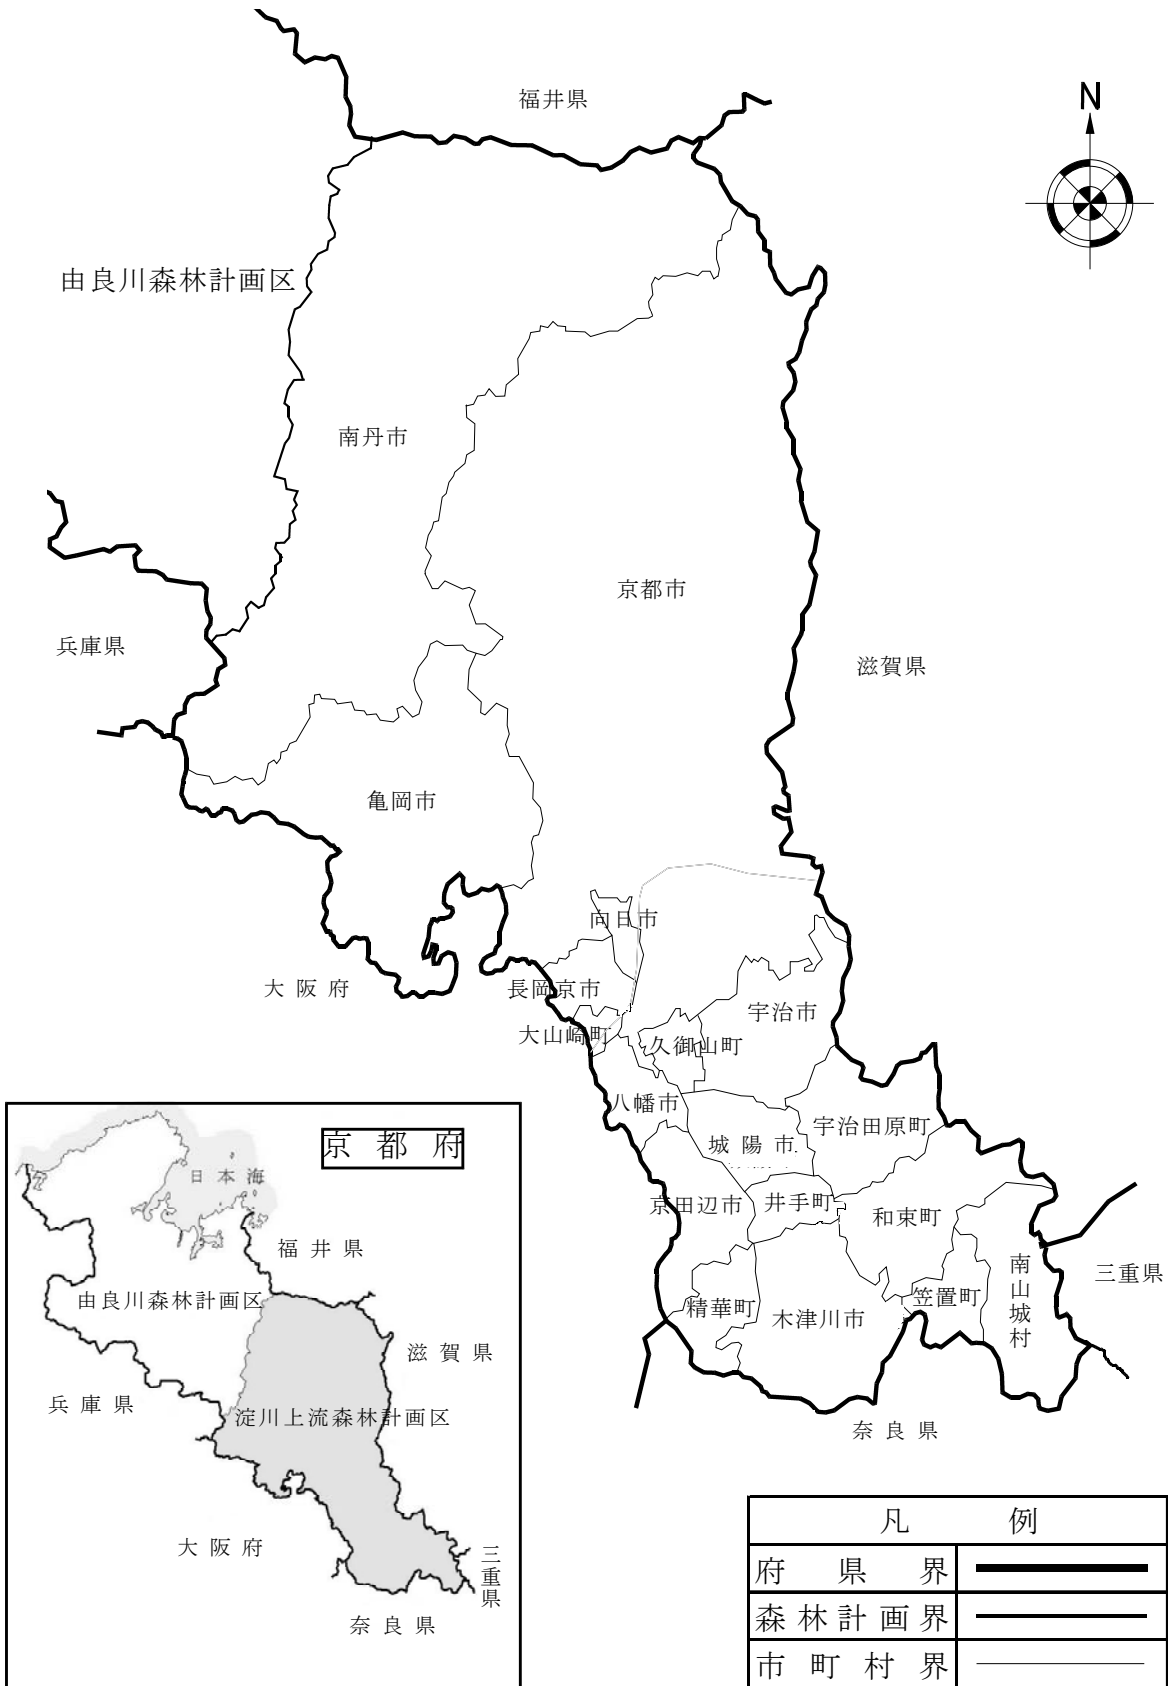 福井県
N
由良川森林計画区
南丹市
京都市
兵庫県
滋賀県
亀岡市
向日市
大阪府
長岡京市
宇治市
大山崎町
久御山町
八幡市
宇治田原町
城陽市
京田辺市
井手町
和束町
南山城村
三重県
精華町
笠置町
木津川市
奈良県
京都府
日本海
福井県
由良川森林計画区
滋賀県
兵庫県
淀川上流森林計画区
大阪府
三重県
奈良県
凡例
府県界
森林計画界
市町村界